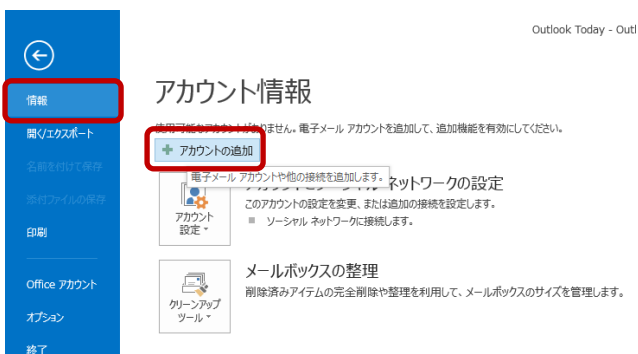 Outlook Today - Outl
情報
開く/エクスポート
名前を付けて保存
添付ファイルの保存
印刷
Office アカウント
オプション
終了
アカウント情報
使用可能なアカウントがありません。電子メール アカウントを追加して、追加機能を有効にしてください。
アカウントの追加
電子メール アカウントや他の接続を追加します。
アカウントとソーシャル ネットワークの設定
このアカウントの設定を変更、または追加の接続を設定します。
ソーシャル ネットワークに接続します。
アカウント
設定
メールボックスの整理
削除済みアイテムの完全削除や整理を利用して、メールボックスのサイズを管理します。
クリーンアップ
ツール